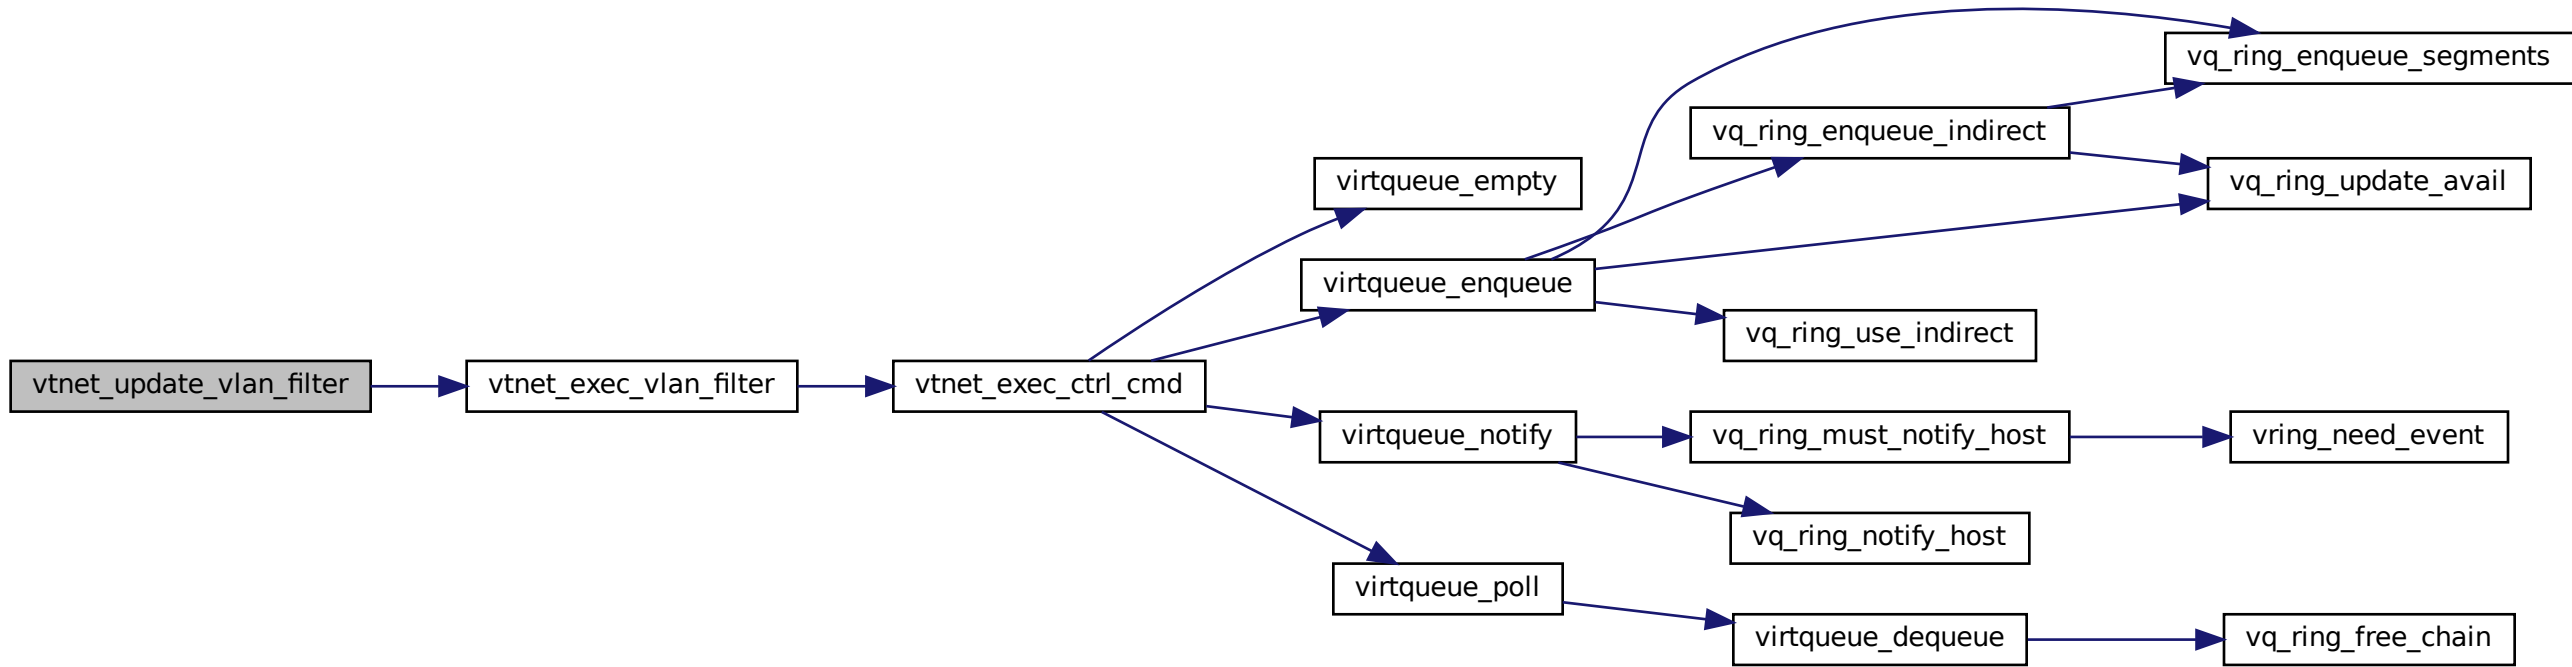 vq_ring_enqueue_segments
vq_ring_enqueue_indirect
virtqueue_empty
vq_ring_update_avail
virtqueue_enqueue
vq_ring_use_indirect
vtnet_update_vlan_filter
vtnet_exec_vlan_filter
vtnet_exec_ctrl_cmd
virtqueue_notify
vq_ring_must_notify_host
vring_need_event
vq_ring_notify_host
virtqueue_poll
virtqueue_dequeue
vq_ring_free_chain